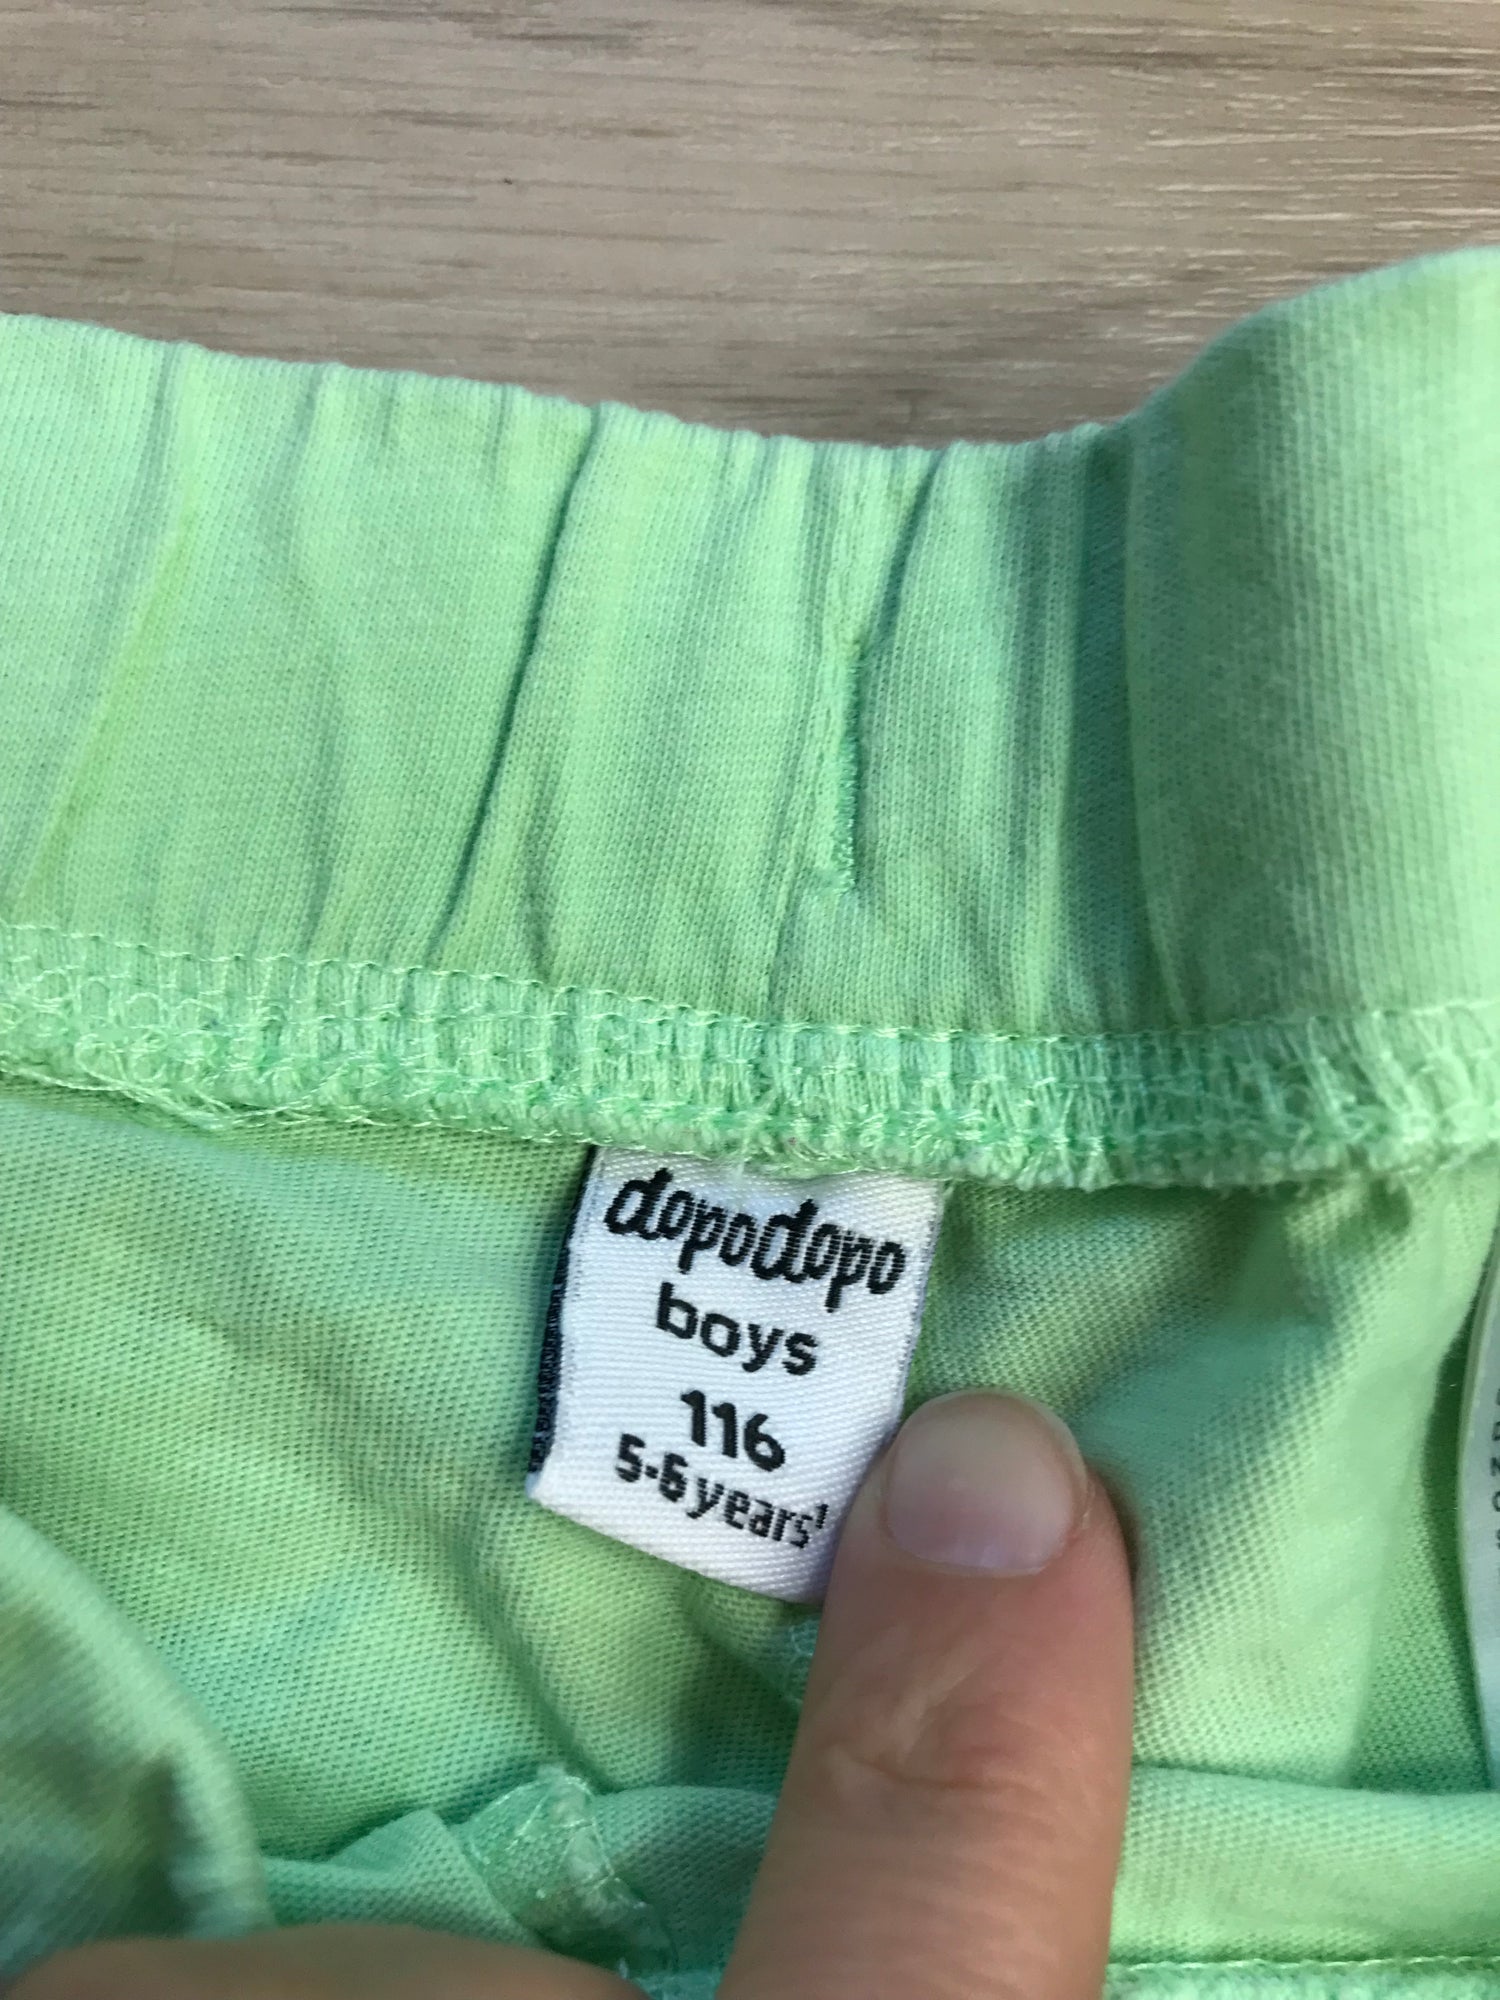 dopodopo
boys
116
5-6 years'